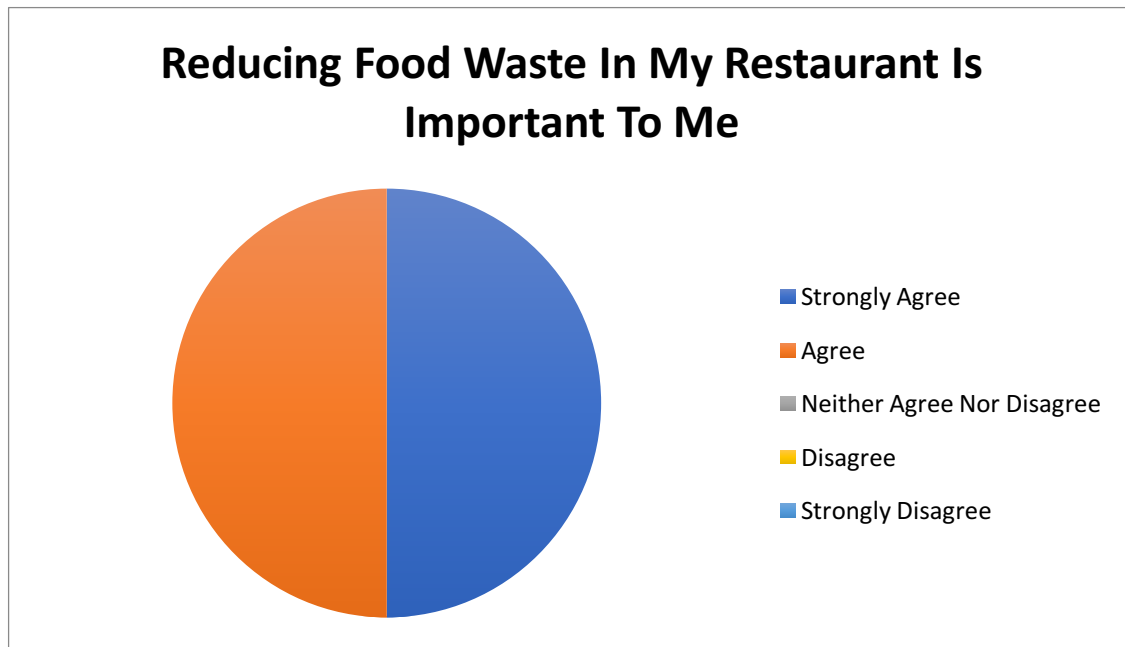 Reducing Food Waste In My Restaurant Is
Important To Me
Strongly Agree
Agree
Neither Agree Nor Disagree
Disagree
Strongly Disagree